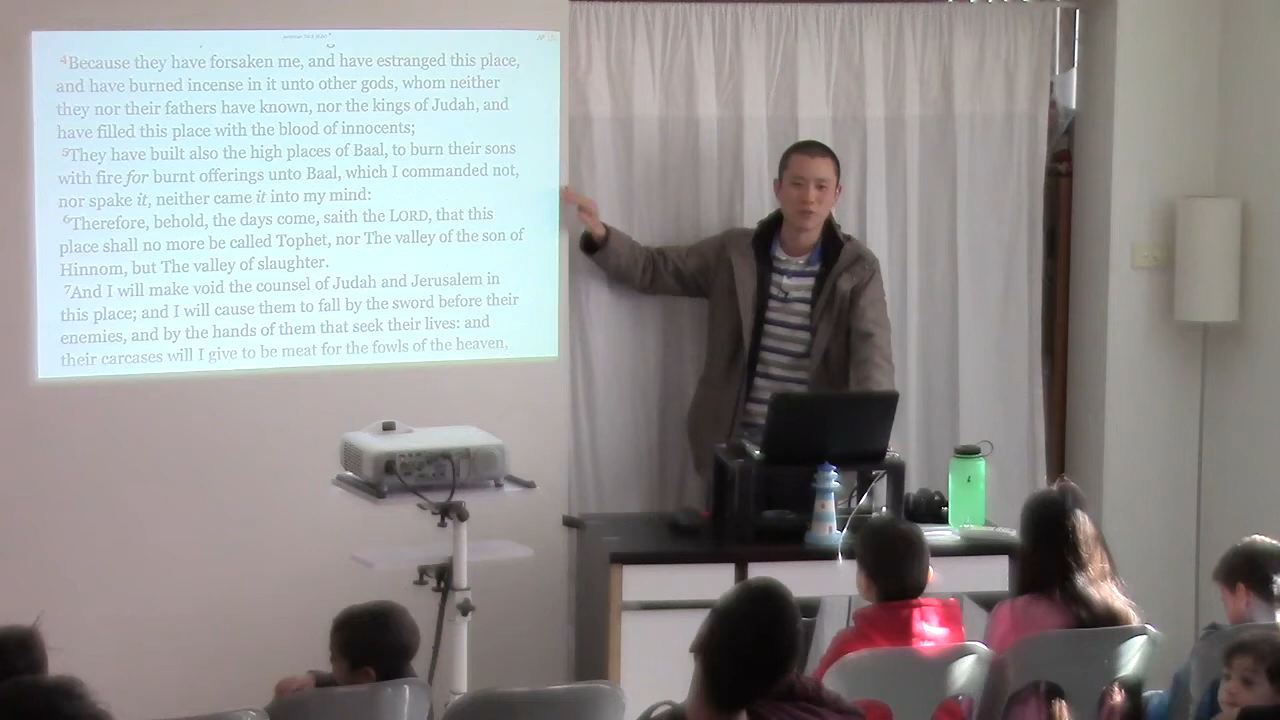 4Because they have forsaken me, and have estranged this place,
and have burned incense in it unto other gods, whom neither
they nor their fathers have known, nor the kings of Judah, and
have filled this place with the blood of innocents;
5They have built also the high places of Baal, to burn their sons
with fire for burnt offerings unto Baal, which I commanded not,
nor spake it, neither came it into my mind:
6Therefore, behold, the days come, saith the LORD, that this
place shall no more be called Tophet, nor The valley of the son of
Hinnom, but The valley of slaughter.
7And I will make void the counsel of Judah and Jerusalem in
this place; and I will cause them to fall by the sword before their
enemies, and by the hands of them that seek their lives: and
their carcases will I give to be meat for the fowls of the heaven,